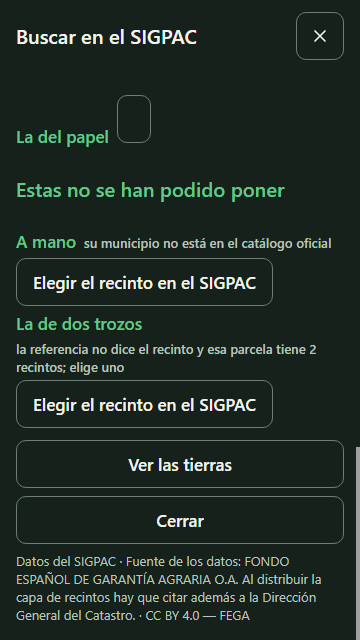 Buscar en el SIGPAC
La del papel
Estas no se han podido poner
A mano su municipio no está en el catálogo oficial
Elegir el recinto en el SIGPAC
La de dos trozos
la referencia no dice el recinto y esa parcela tiene 2
recintos; elige uno
Elegir el recinto en el SIGPAC
Ver las tierras
Cerrar
Datos del SIGPAC · Fuente de los datos: FONDO
ESPAÑOL DE GARANTÍA AGRARIA O.A. Al distribuir la
capa de recintos hay que citar además a la Dirección
General del Catastro. · CC BY 4.0 — FEGA